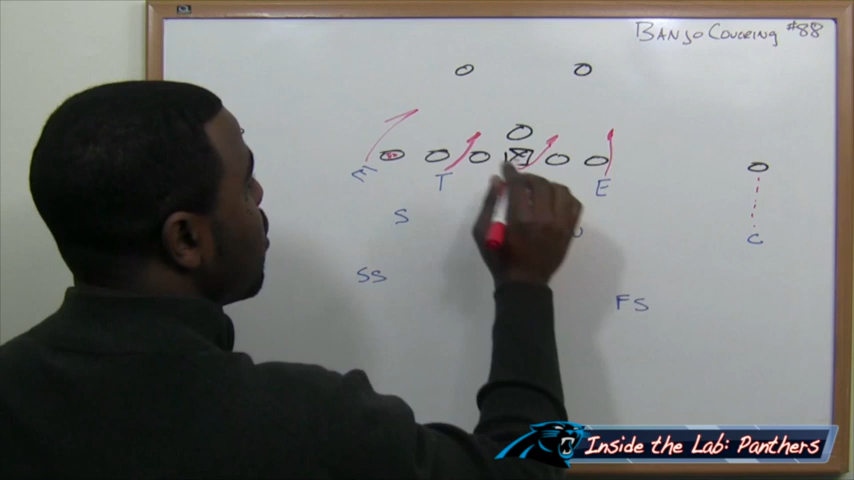 BANJO COVERING #88
E
T
E
S
C
SS
FS
Inside the Lab: Panthers